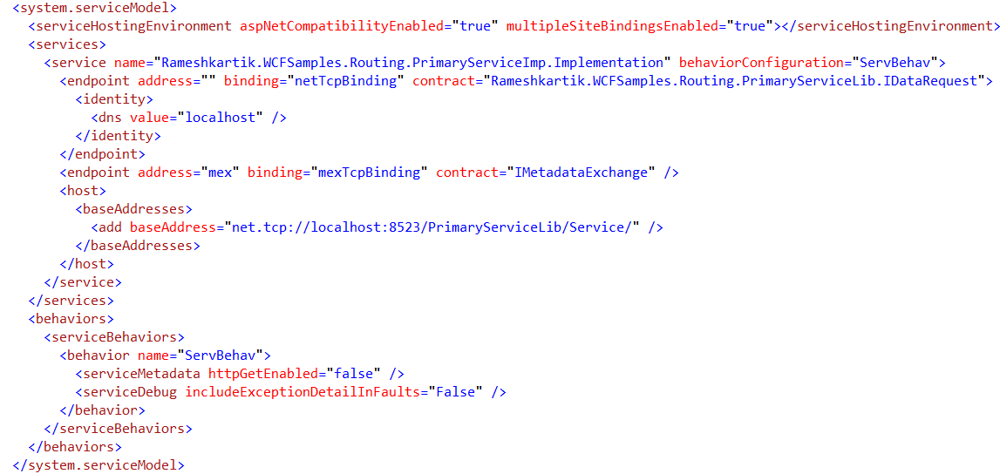 <system.serviceModel>
<serviceHostingEnvironment aspNetCompatibilityEnabled="true" multipleSiteBindingsEnabled="true"></serviceHostingEnvironment>
<services>
<service name="Rameshkartik.WCFSamples.Routing.PrimaryServiceImp.Implementation" behaviorConfiguration="ServBehav">
<endpoint address="" binding="netTcpBinding" contract="Rameshkartik.WCFSamples.Routing.PrimaryServiceLib.IDataRequest">
<identity>
<dns value="localhost" />
</identity>
</endpoint>
<endpoint address="mex" binding="mexTcpBinding" contract="IMetadataExchange" />
<host>
<baseAddresses>
<add baseAddress="net.tcp://localhost:8523/PrimaryServiceLib/Service/" />
</baseAddresses>
</host>
</service>
</services>
<behaviors>
<serviceBehaviors>
<behavior name="ServBehav">
<serviceMetadata httpGetEnabled="false" />
<serviceDebug includeExceptionDetailInFaults="False" />
</behavior>
</serviceBehaviors>
</behaviors>
</system.serviceModel>